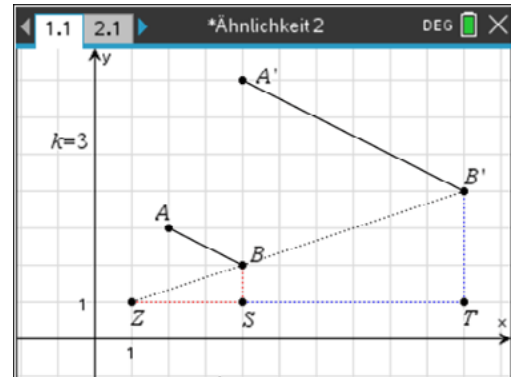 1.1 2.1 *Ähnlichkeit 2 DEG
y
A'
k=3
B'
A
B
1
Z S T x
1